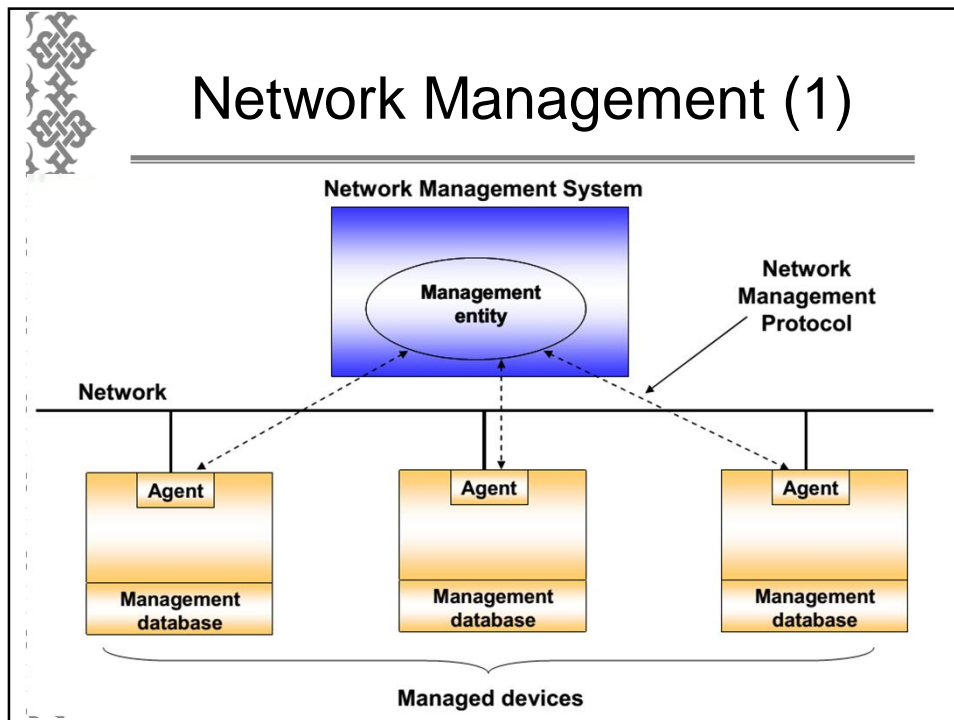 Network Management (1)
Network Management System
Management
entity
Network
Management
Protocol
Network
Agent
Agent
Agent
Management
database
Management
database
Management
database
Managed devices